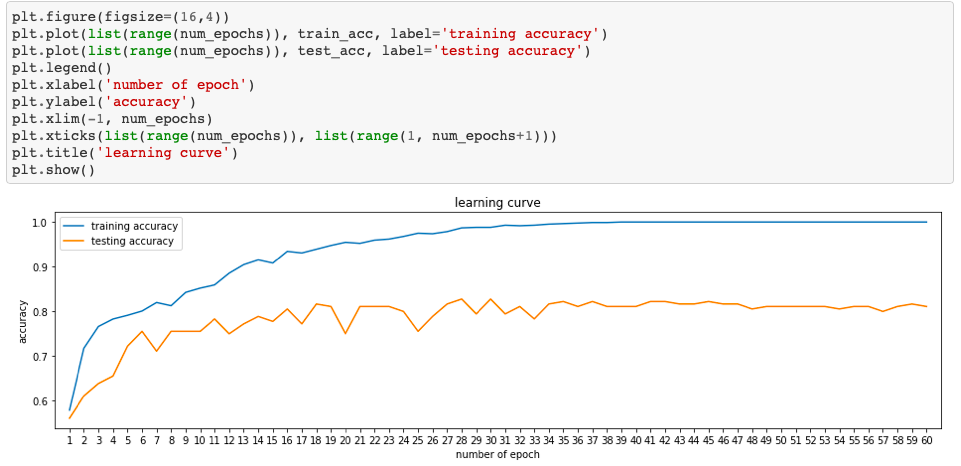 plt.figure(figsize=(16,4))
plt.plot(list(range(num_epochs)), train_acc, label='training accuracy')
plt.plot(list(range(num_epochs)), test_acc, label='testing accuracy')
plt.legend()
plt.xlabel('number of epoch')
plt.ylabel('accuracy')
plt.xlim(-1, num_epochs)
plt.xticks(list(range(num_epochs)), list(range(1, num_epochs+1)))
plt.title('learning curve')
plt.show()
learning curve
training accuracy
testing accuracy
1.0
0.9
0.8
0.7
0.6
accuracy
1 2 3 4 5 6 7 8 9 10 11 12 13 14 15 16 17 18 19 20 21 22 23 24 25 26 27 28 29 30 31 32 33 34 35 36 37 38 39 40 41 42 43 44 45 46 47 48 49 50 51 52 53 54 55 56 57 58 59 60
number of epoch